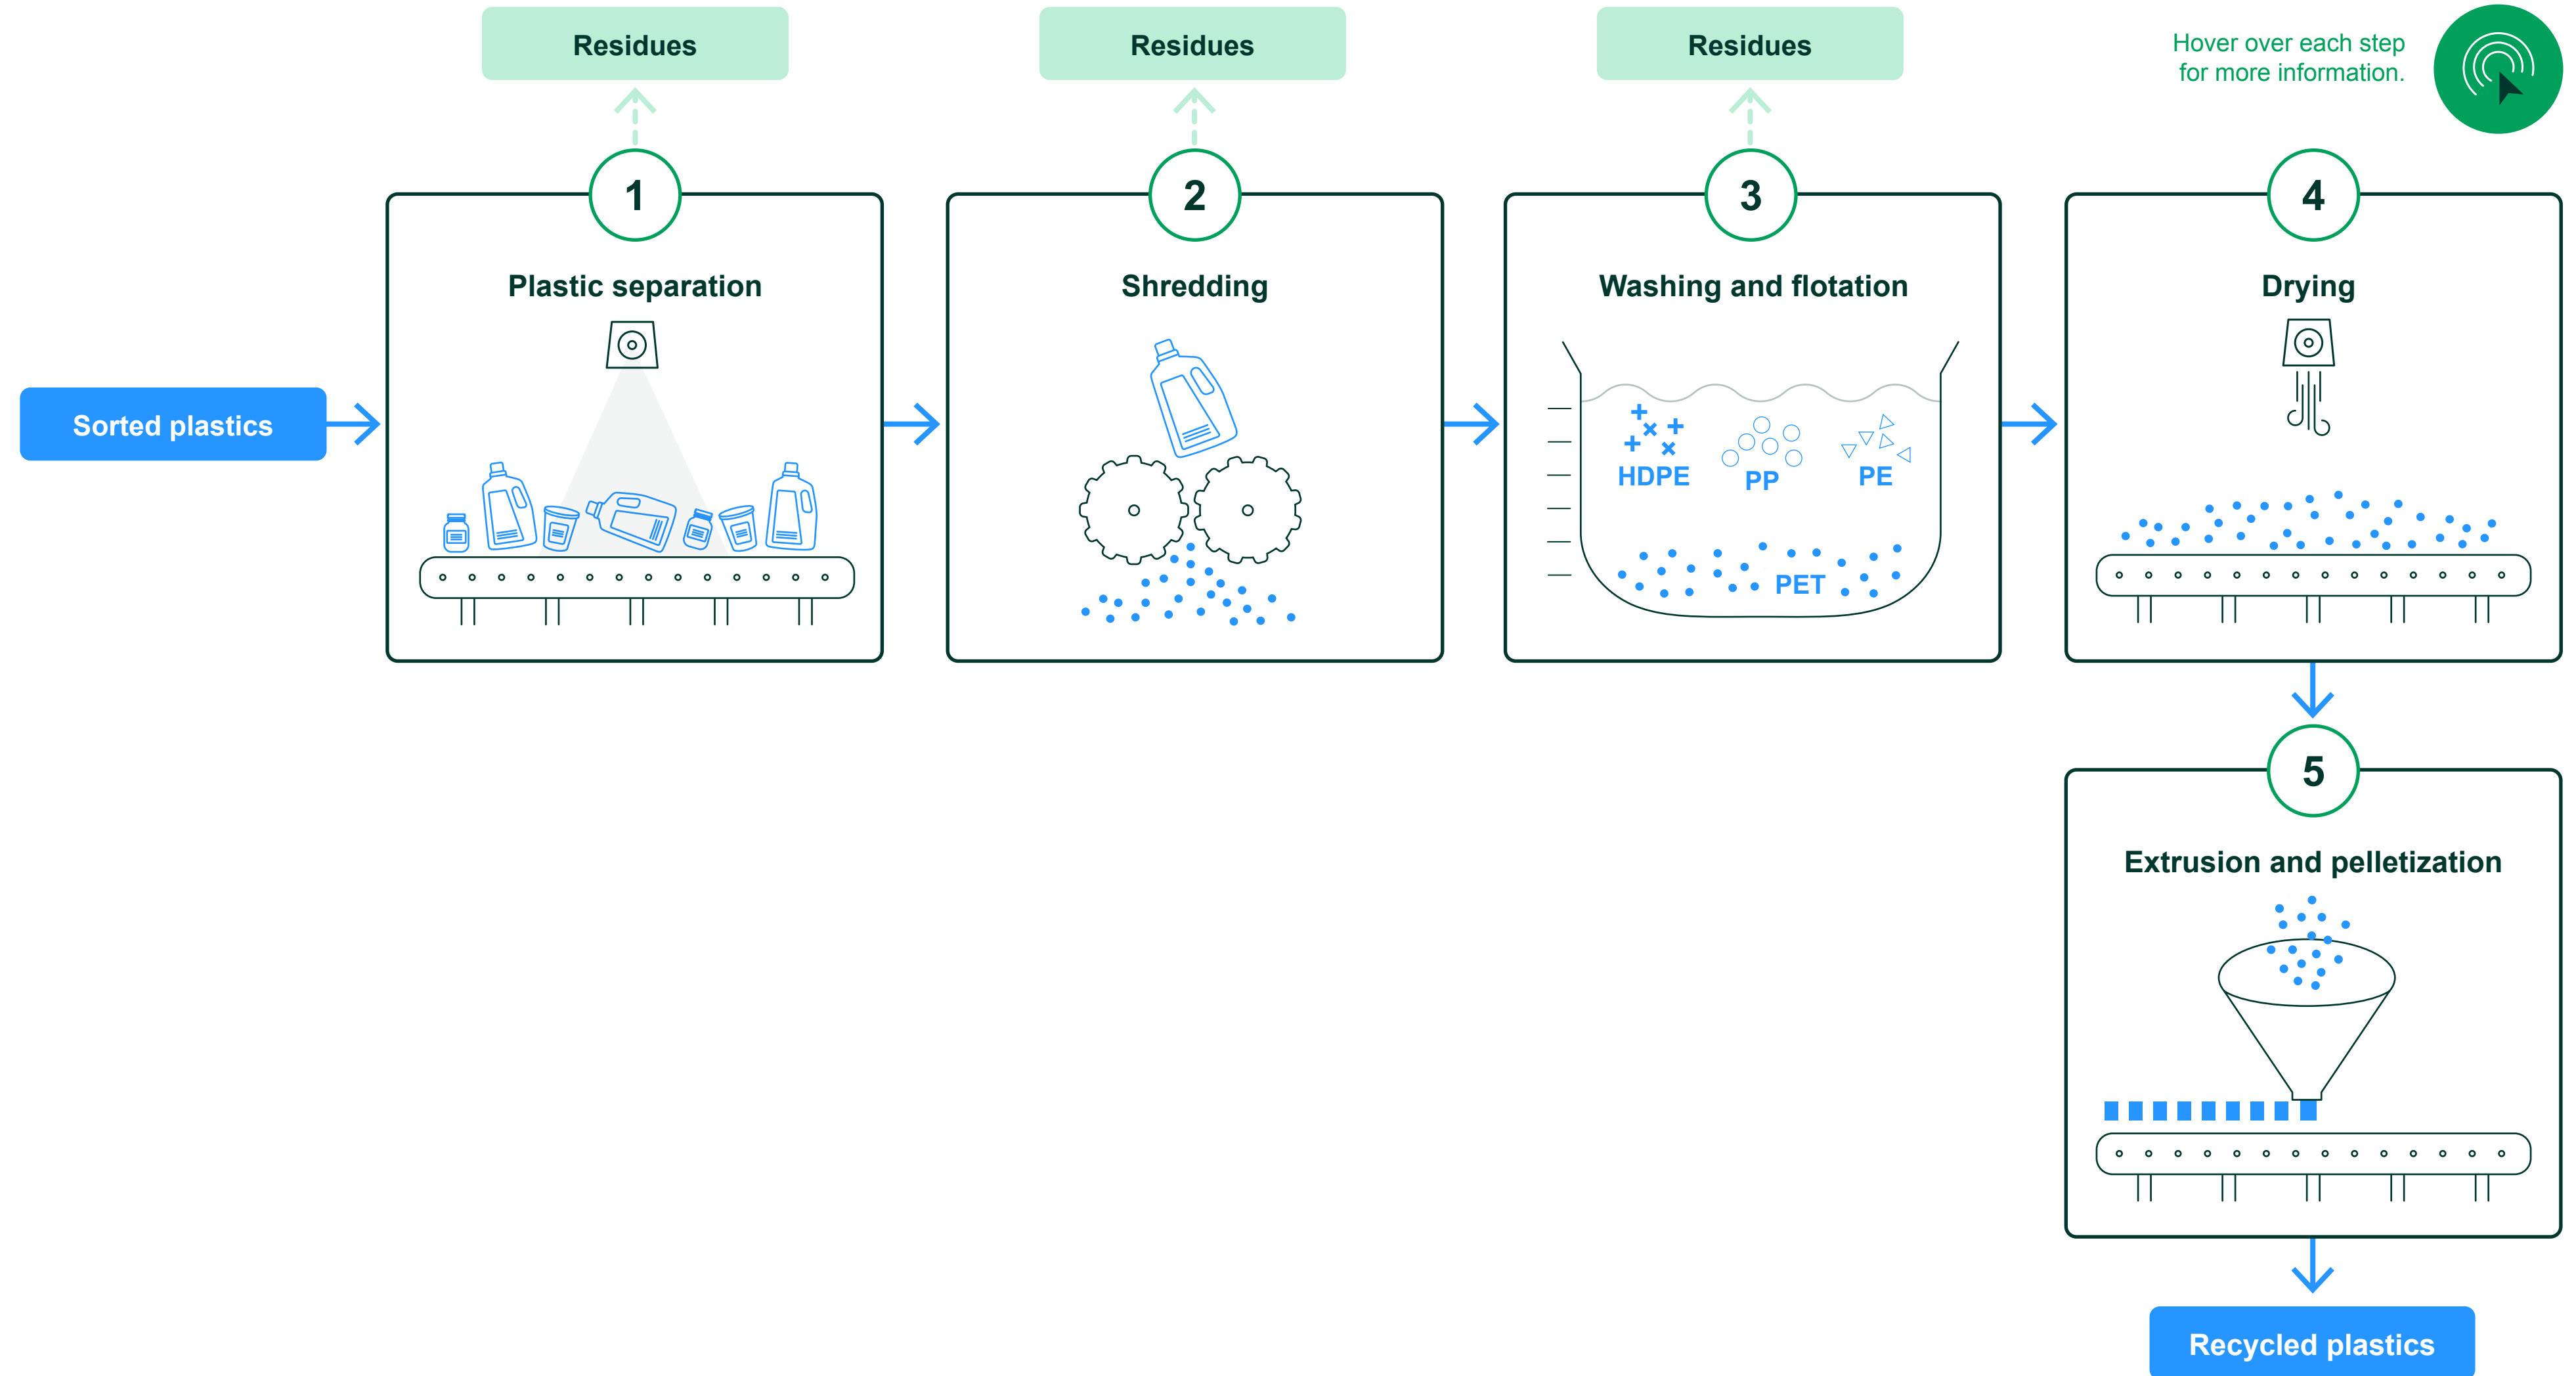 Residues
Residues
Residues
Hover over each step
for more information.
1
2
3
4
Plastic separation
Shredding
Washing and flotation
Drying
Sorted plastics
HDPE
PP
PE
PET
5
Extrusion and pelletization
Recycled plastics